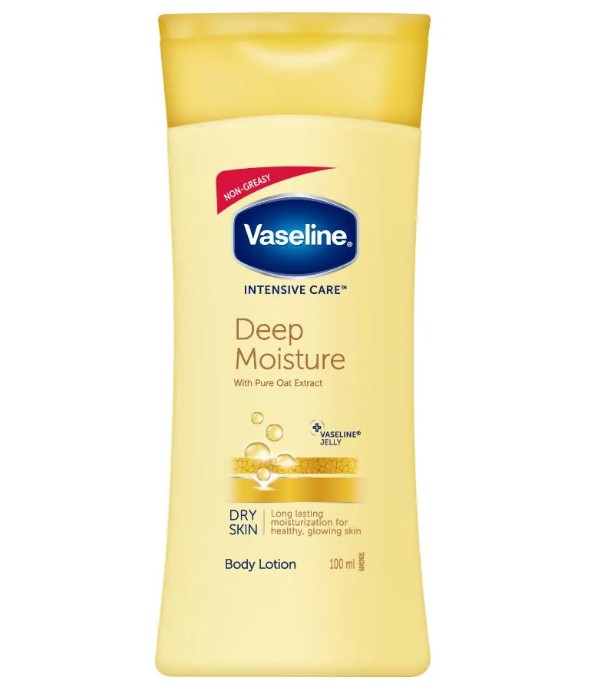 NON-GREASY
Vaseline®
INTENSIVE CARE™
Deep
Moisture
With Pure Oat Extract
VASELINE®
JELLY
DRY
SKIN
Long lasting
moisturization for
healthy, glowing skin
Body Lotion
100 ml